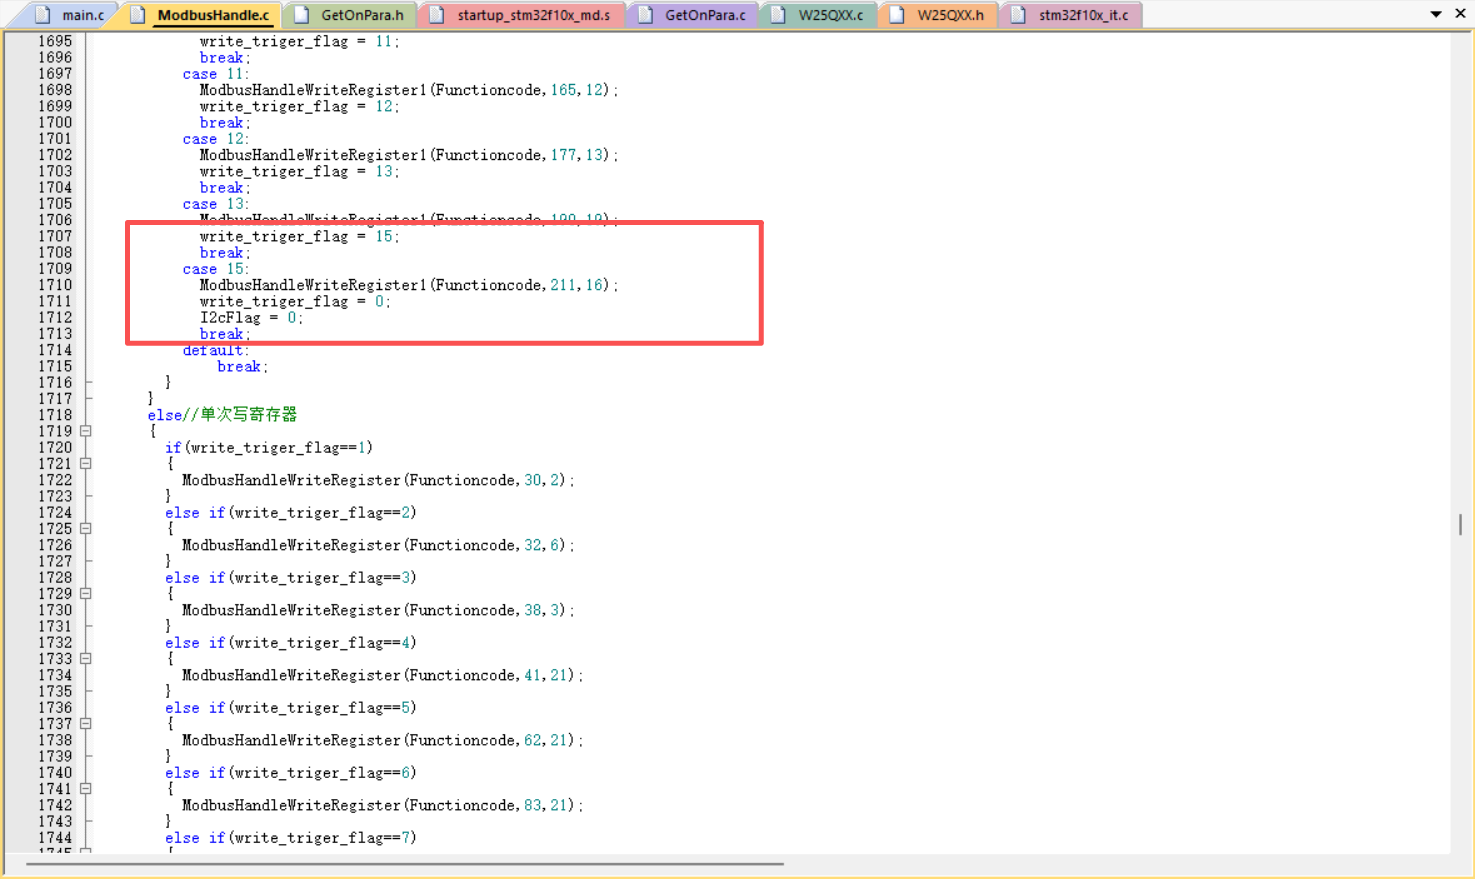 main.c ModbusHandle.c GetOnPara.h startup_stm32f10x_md.s GetOnPara.c W25QXX.c W25QXX.h stm32f10x_it.c
1695 write_triger_flag = 11;
1696 break;
1697 case 11:
1698 ModbusHandleWriteRegister1(Functioncode,165,12);
1699 write_triger_flag = 12;
1700 break;
1701 case 12:
1702 ModbusHandleWriteRegister1(Functioncode,177,13);
1703 write_triger_flag = 13;
1704 break;
1705 case 13:
1706 ModbusHandleWriteRegister1(Functioncode,190,19);
1707 write_triger_flag = 15;
1708 break;
1709 case 15:
1710 ModbusHandleWriteRegister1(Functioncode,211,16);
1711 write_triger_flag = 0;
1712 I2cFlag = 0;
1713 break;
1714 default:
1715 break;
1716 }
1717 }
1718 else//单次写寄存器
1719 {
1720 if(write_triger_flag==1)
1721 {
1722 ModbusHandleWriteRegister(Functioncode,30,2);
1723 }
1724 else if(write_triger_flag==2)
1725 {
1726 ModbusHandleWriteRegister(Functioncode,32,6);
1727 }
1728 else if(write_triger_flag==3)
1729 {
1730 ModbusHandleWriteRegister(Functioncode,38,3);
1731 }
1732 else if(write_triger_flag==4)
1733 {
1734 ModbusHandleWriteRegister(Functioncode,41,21);
1735 }
1736 else if(write_triger_flag==5)
1737 {
1738 ModbusHandleWriteRegister(Functioncode,62,21);
1739 }
1740 else if(write_triger_flag==6)
1741 {
1742 ModbusHandleWriteRegister(Functioncode,83,21);
1743 }
1744 else if(write_triger_flag==7)
1745 {